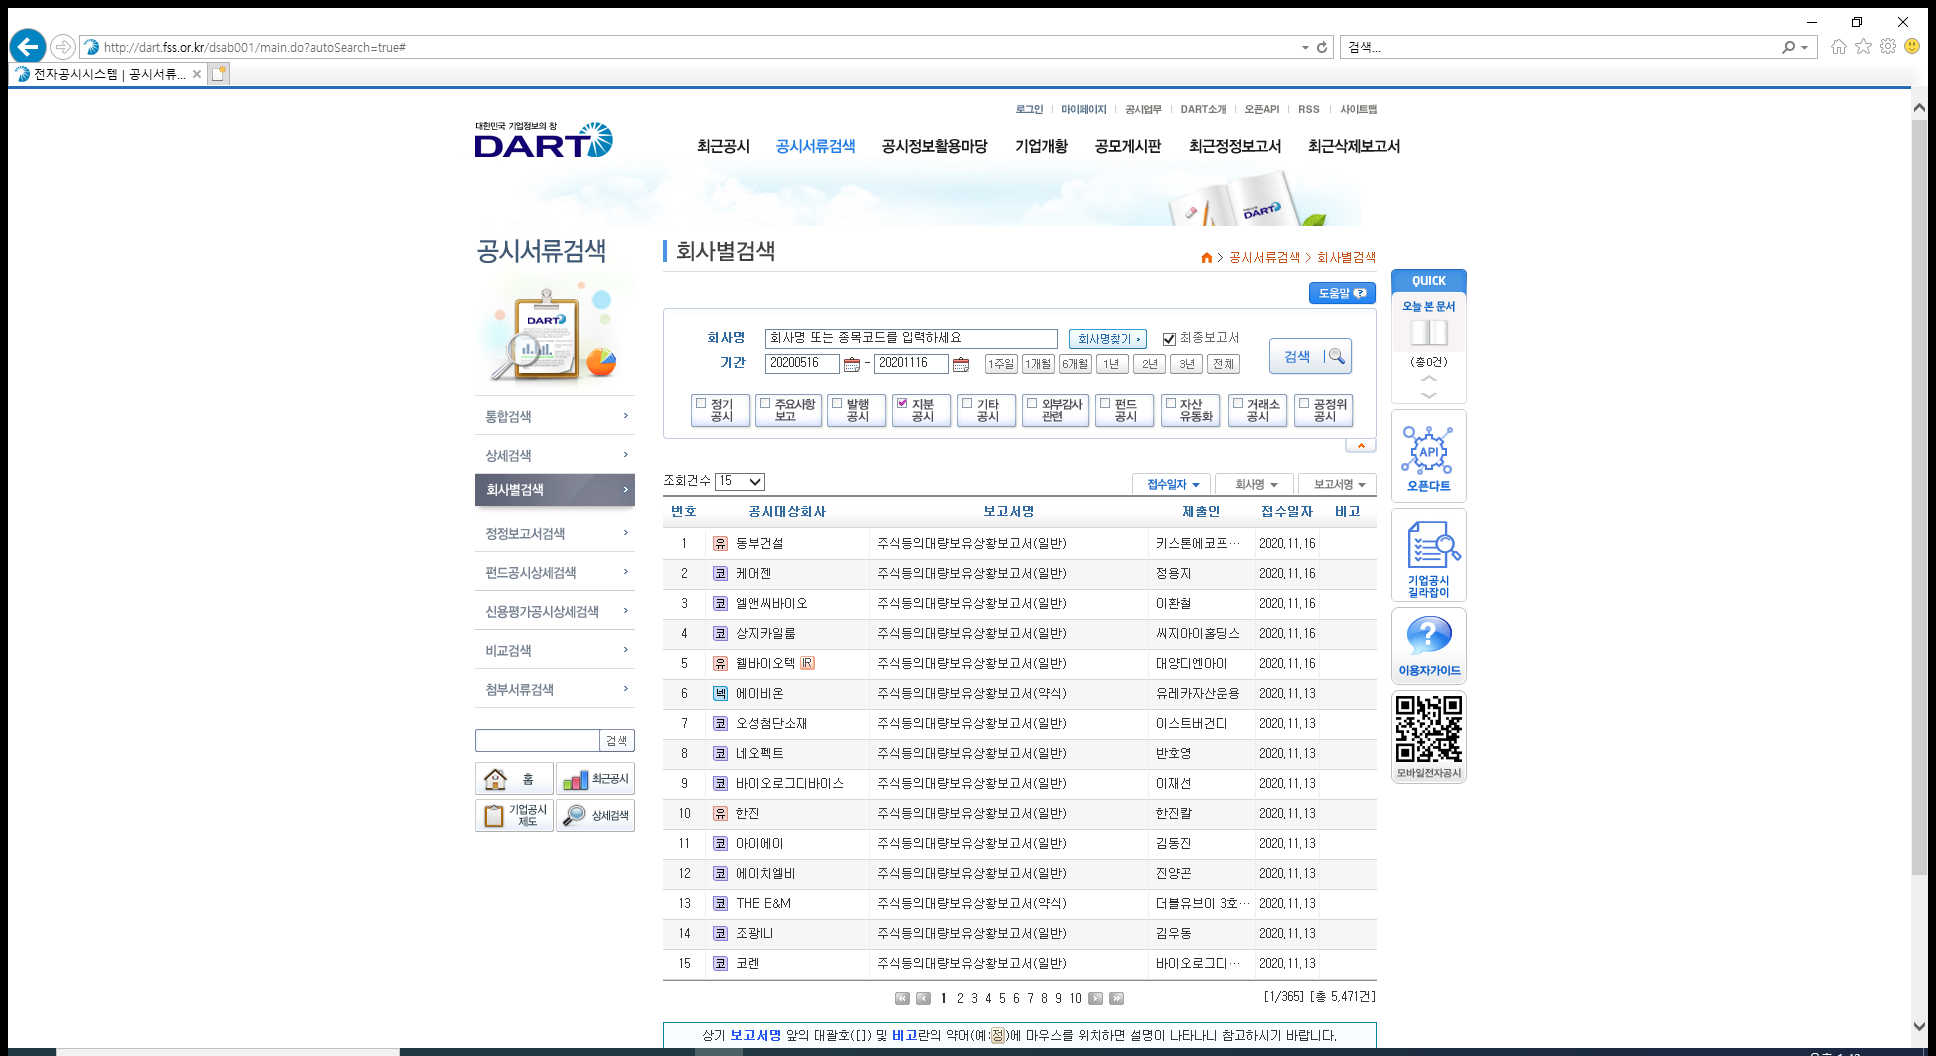 http://dart.fss.or.kr/dsab001/main.do?autoSearch=true#
검색...
전자공시시스템 | 공시서류...
로그인 마이페이지 공시업무 DART소개 오픈API RSS 사이트맵
대한민국 기업정보의 창
DART
최근공시 공시서류검색 공시정보활용마당 기업개황 공모게시판 최근정정보고서 최근삭제보고서
DART
공시서류검색
DART
통합검색
상세검색
회사별검색
정정보고서검색
펀드공시상세검색
신용평가공시상세검색
비교검색
첨부서류검색
검색
홈 최근공시
기업공시
제도
상세검색
회사별검색
> 공시서류검색 > 회사별검색
도움말 ?
회사명 회사명 또는 종목코드를 입력하세요 회사명찾기 최종보고서
기간 20200516 - 20201116 1주일 1개월 6개월 1년 2년 3년 전체
검색
정기
공시
주요사항
보고
발행
공시
지분
공시
기타
공시
외부감사
관련
펀드
공시
자산
유동화
거래소
공시
공정위
공시
조회건수 15 접수일자 회사명 보고서명
번호 공시대상회사 보고서명 제출인 접수일자 비고
1 유 동부건설 주식등의대량보유상황보고서(일반) 키스톤에코프… 2020.11.16
2 코 케어젠 주식등의대량보유상황보고서(일반) 정용지 2020.11.16
3 코 엘앤씨바이오 주식등의대량보유상황보고서(일반) 이환철 2020.11.16
4 코 상지카일룸 주식등의대량보유상황보고서(일반) 씨지아이홀딩스 2020.11.16
5 유 웰바이오텍 IR 주식등의대량보유상황보고서(일반) 대양디엔아이 2020.11.16
6 넥 에이비온 주식등의대량보유상황보고서(약식) 유레카자산운용 2020.11.13
7 코 오성첨단소재 주식등의대량보유상황보고서(일반) 이스트버건디 2020.11.13
8 코 네오펙트 주식등의대량보유상황보고서(일반) 반호영 2020.11.13
9 코 바이오로그디바이스 주식등의대량보유상황보고서(일반) 이재선 2020.11.13
10 유 한진 주식등의대량보유상황보고서(일반) 한진칼 2020.11.13
11 코 아이에이 주식등의대량보유상황보고서(일반) 김동진 2020.11.13
12 코 에이치엘비 주식등의대량보유상황보고서(일반) 진양곤 2020.11.13
13 코 THE E&M 주식등의대량보유상황보고서(약식) 더블유브이 3호… 2020.11.13
14 코 조광ILI 주식등의대량보유상황보고서(일반) 김우동 2020.11.13
15 코 코렌 주식등의대량보유상황보고서(일반) 바이오로그디… 2020.11.13
1 2 3 4 5 6 7 8 9 10
[1/365] [총 5,471건]
상기 보고서명 앞의 대괄호([]) 및 비고란의 약어(예:정)에 마우스를 위치하면 설명이 나타나니 참고하시기 바랍니다.
QUICK
오늘 본 문서
(총0건)
API
오픈다트
기업공시
길라잡이
?
이용자가이드
모바일전자공시